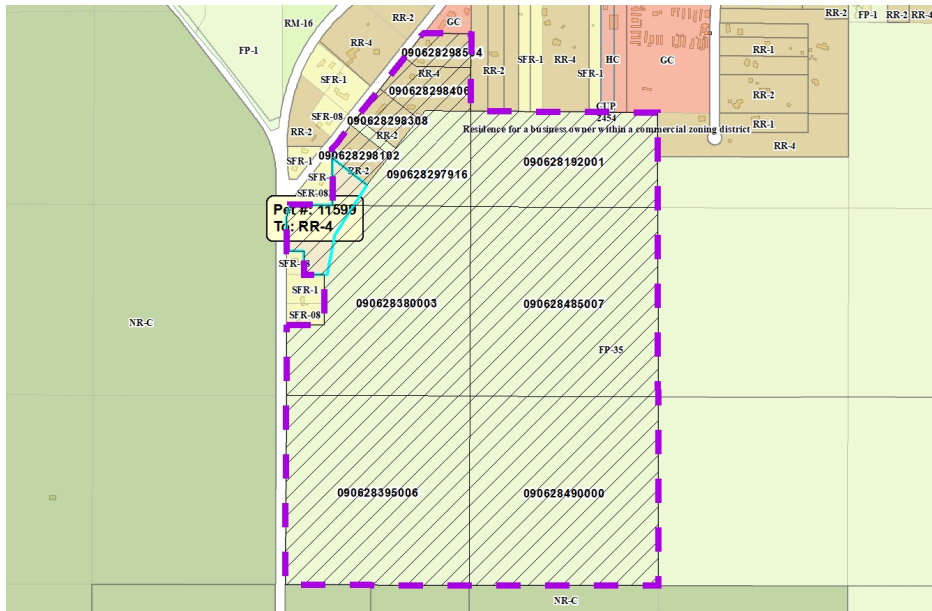 RR-2
GC
RM-16
FP-1
RR-4
SFR-1
SFR-08
RR-2
SFR-1
090628298504
RR-4
090628298406
090628298308
RR-2
090628298102
RR-2
SFR-08
RR-2
SFR-1
RR-4
SFR-1
HC
GC
CUP
2454
Residence for a business owner within a commercial zoning district
RR-2
FP-1
RR-2
RR-4
RR-1
RR-2
RR-1
RR-4
090628297916
090628192001
Pet #: 11599
To: RR-4
SFR-1
SFR-08
NR-C
090628380003
090628485007
FP-35
090628395006
090628490000
NR-C